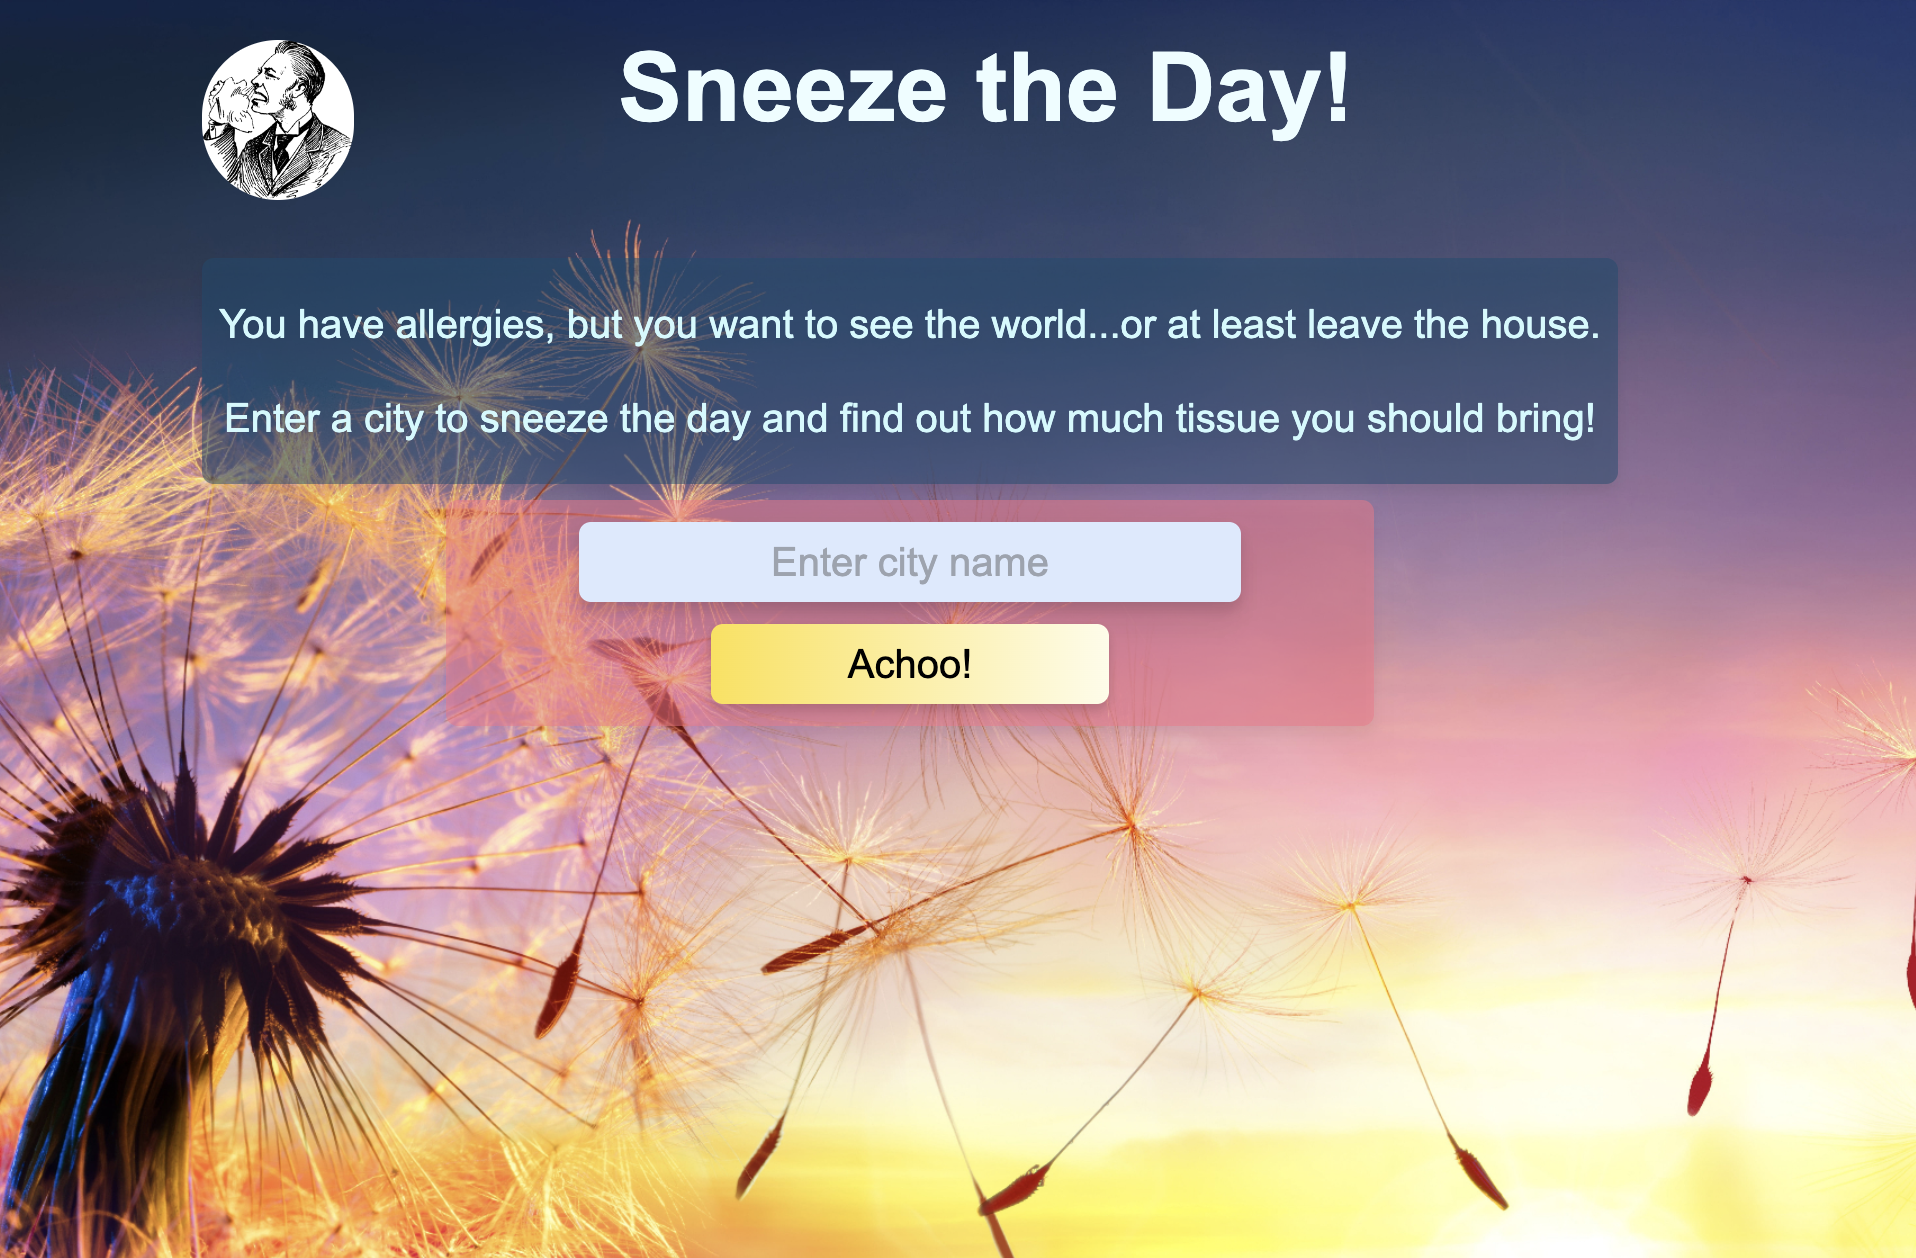 Sneeze the Day!
You have allergies, but you want to see the world...or at least leave the house.
Enter a city to sneeze the day and find out how much tissue you should bring!
Enter city name
Achoo!